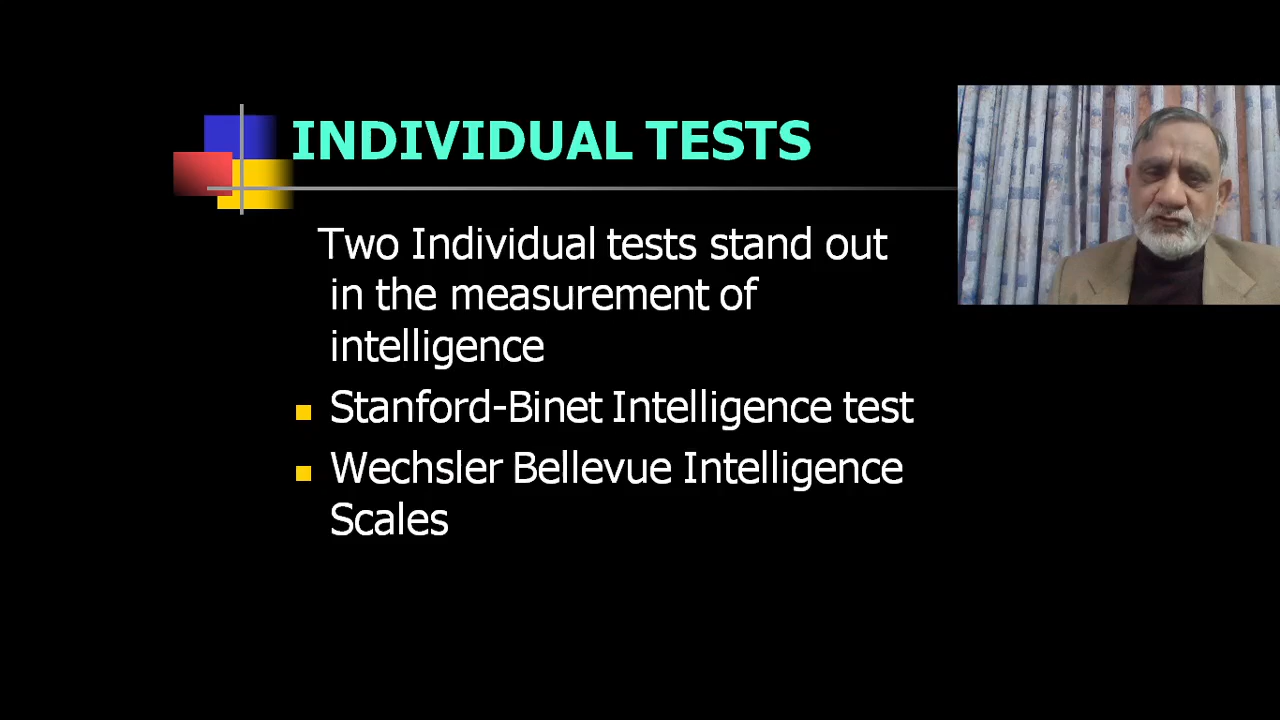 INDIVIDUAL TESTS
Two Individual tests stand out
in the measurement of
intelligence
Stanford-Binet Intelligence test
Wechsler Bellevue Intelligence
Scales